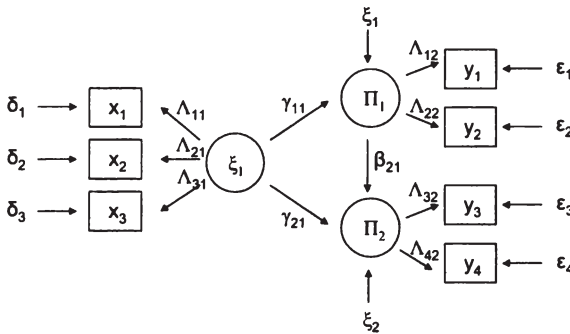 ξ₁
Λ₁₂ y₁ ε₁
δ₁ x₁ Λ₁₁ γ₁₁ Π₁
Λ₂₂ y₂ ε₂
δ₂ x₂ Λ₂₁ ξ₁ β₂₁
δ₃ x₃ Λ₃₁ γ₂₁ Π₂ Λ₃₂ y₃ ε₃
Λ₄₂ y₄ ε₄
ξ₂